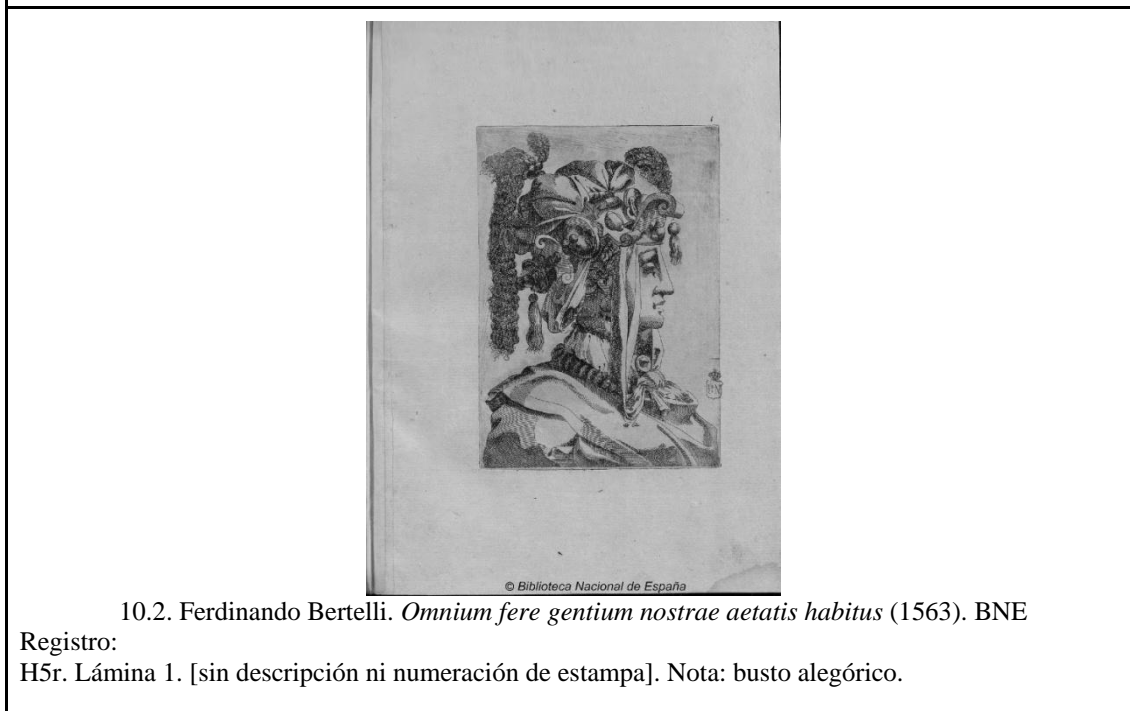 © Biblioteca Nacional de España
10.2. Ferdinando Bertelli. Omnium fere gentium nostrae aetatis habitus (1563). BNE
Registro:
H5r. Lámina 1. [sin descripción ni numeración de estampa]. Nota: busto alegórico.